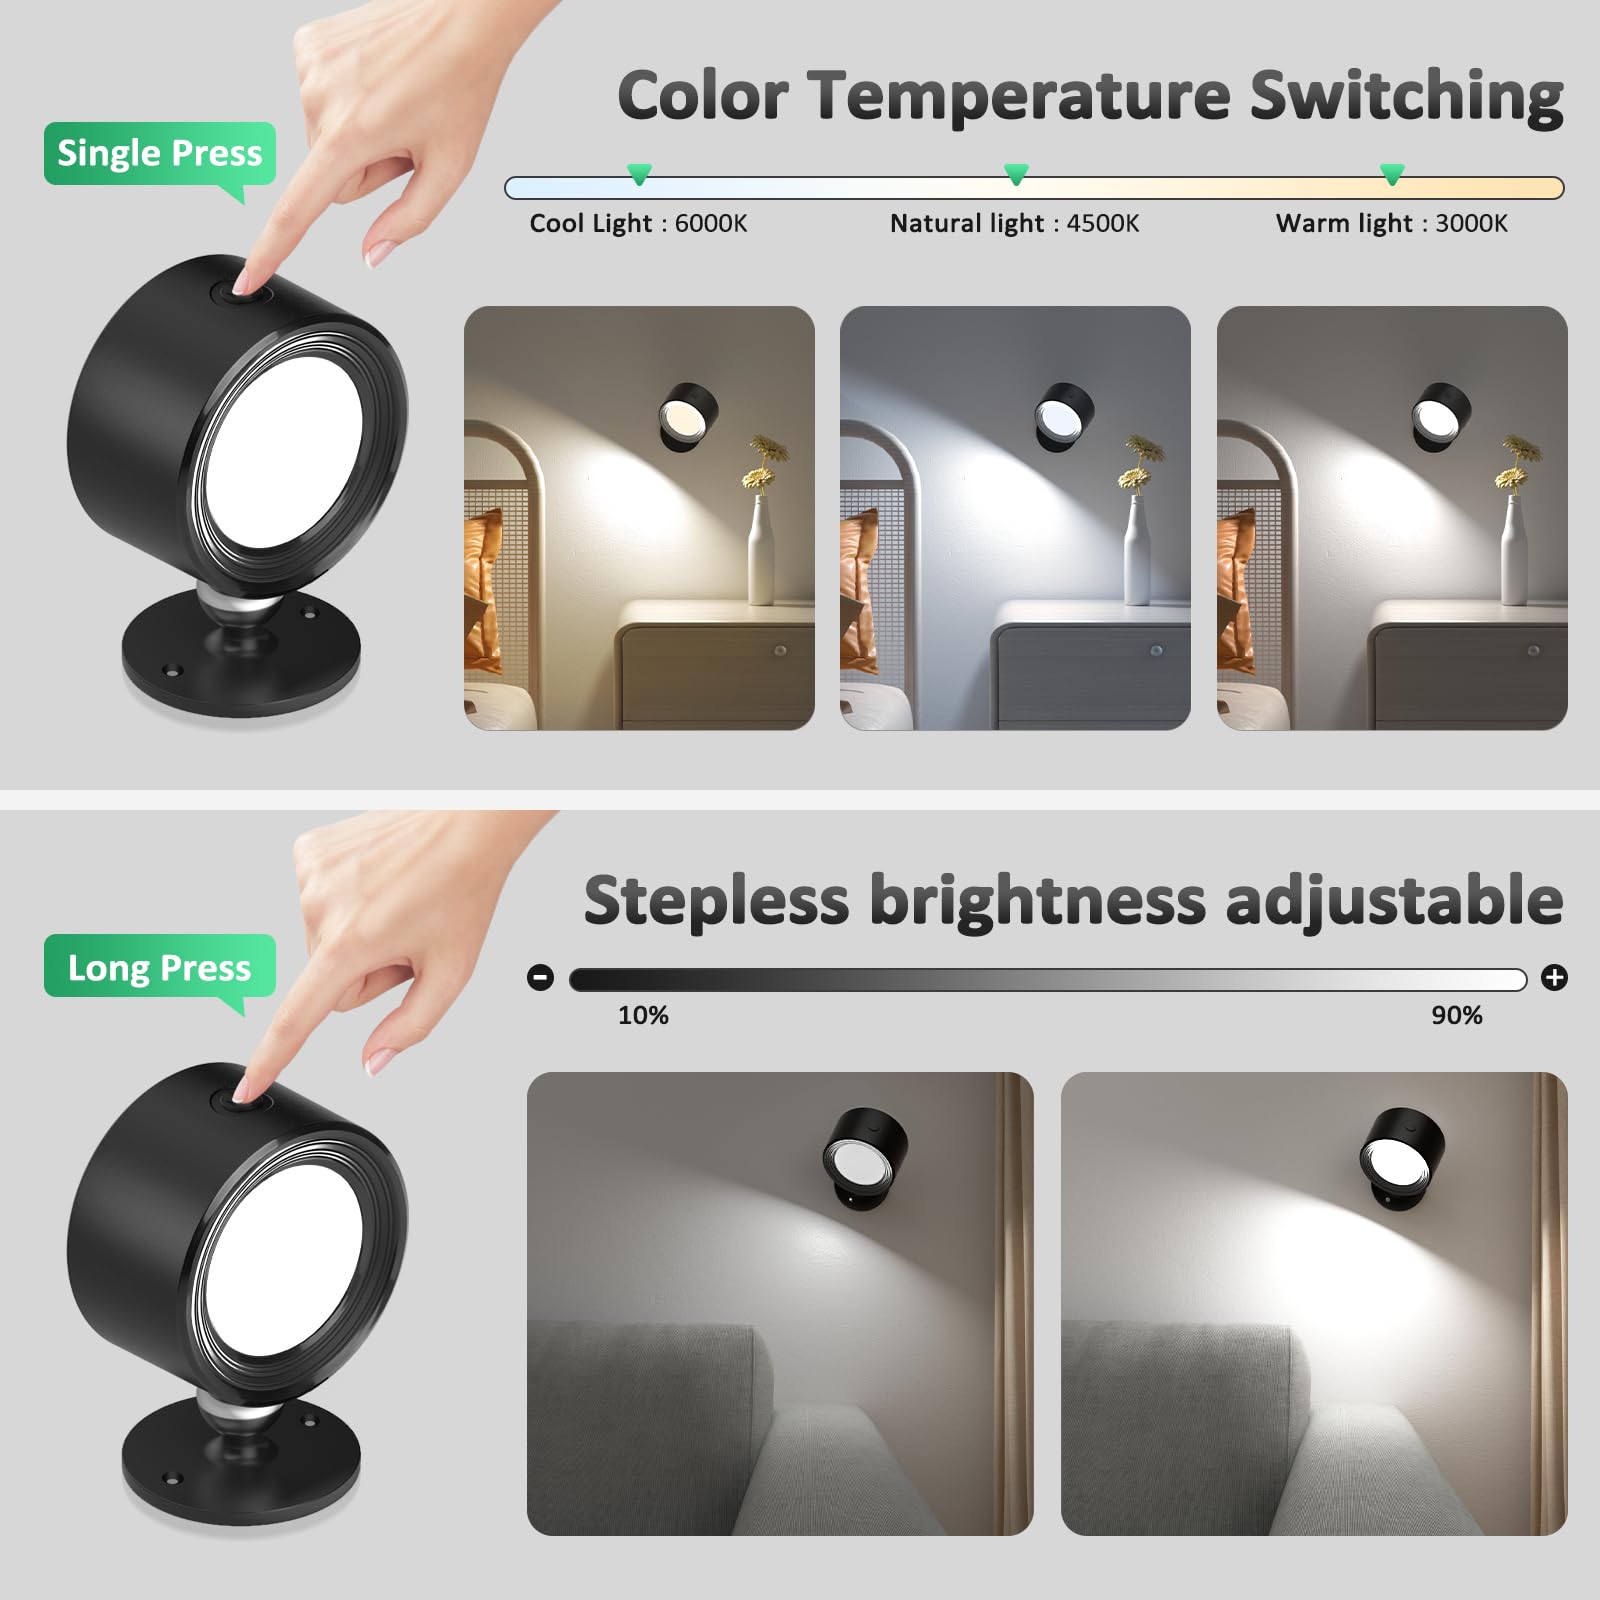 Single Press
Color Temperature Switching
Cool Light : 6000K
Natural light : 4500K
Warm light : 3000K
Long Press
Stepless brightness adjustable
10%
90%